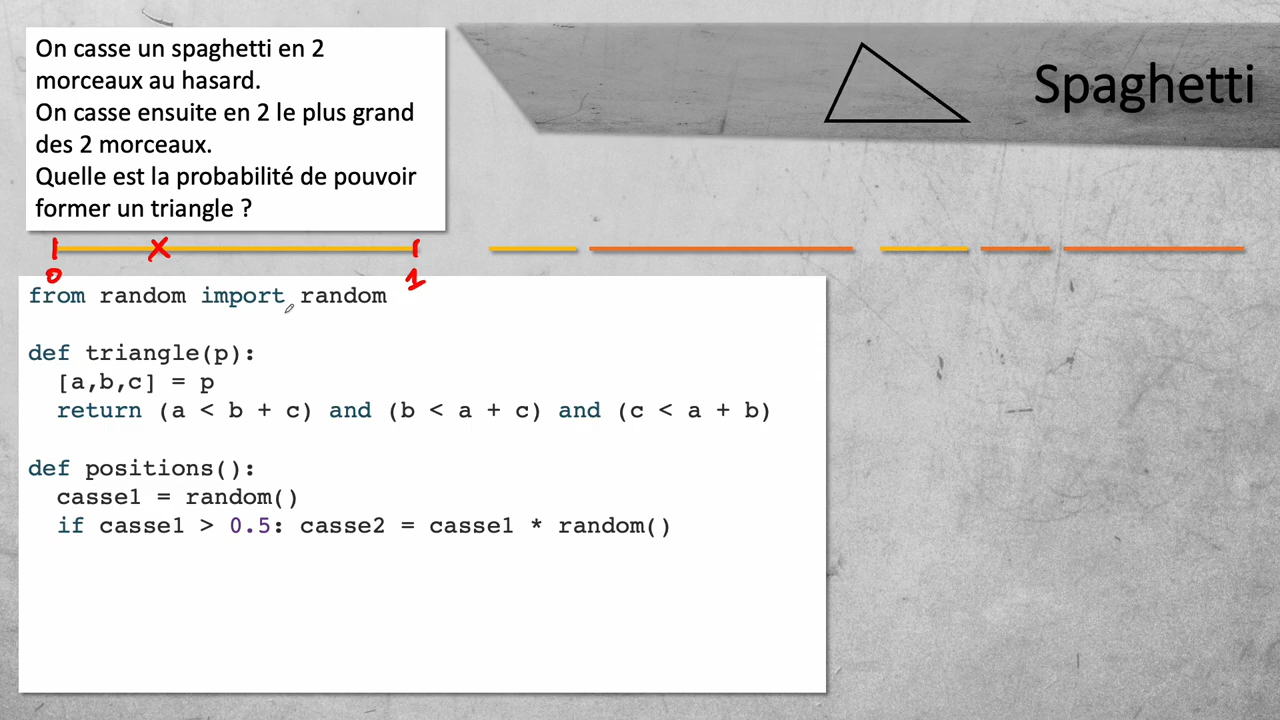 On casse un spaghetti en 2
morceaux au hasard.
On casse ensuite en 2 le plus grand
des 2 morceaux.
Quelle est la probabilité de pouvoir
former un triangle ?
Spaghetti
0 1
from random import random
def triangle(p):
[a,b,c] = p
return (a < b + c) and (b < a + c) and (c < a + b)
def positions():
casse1 = random()
if casse1 > 0.5: casse2 = casse1 * random()